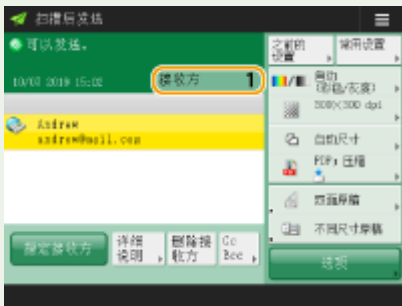 扫描后发送
可以发送。
10/07 2019 15:02
接收方 1
Andrew
andrew@mail.com
指定接收方
详细
说明
删除接
收方
Cc
Bcc
之前的
设置
常用设置
自动
(彩色/灰度)
300×300 dpi
自动尺寸
PDF; 压缩
双面原稿
不同尺寸原稿
选项